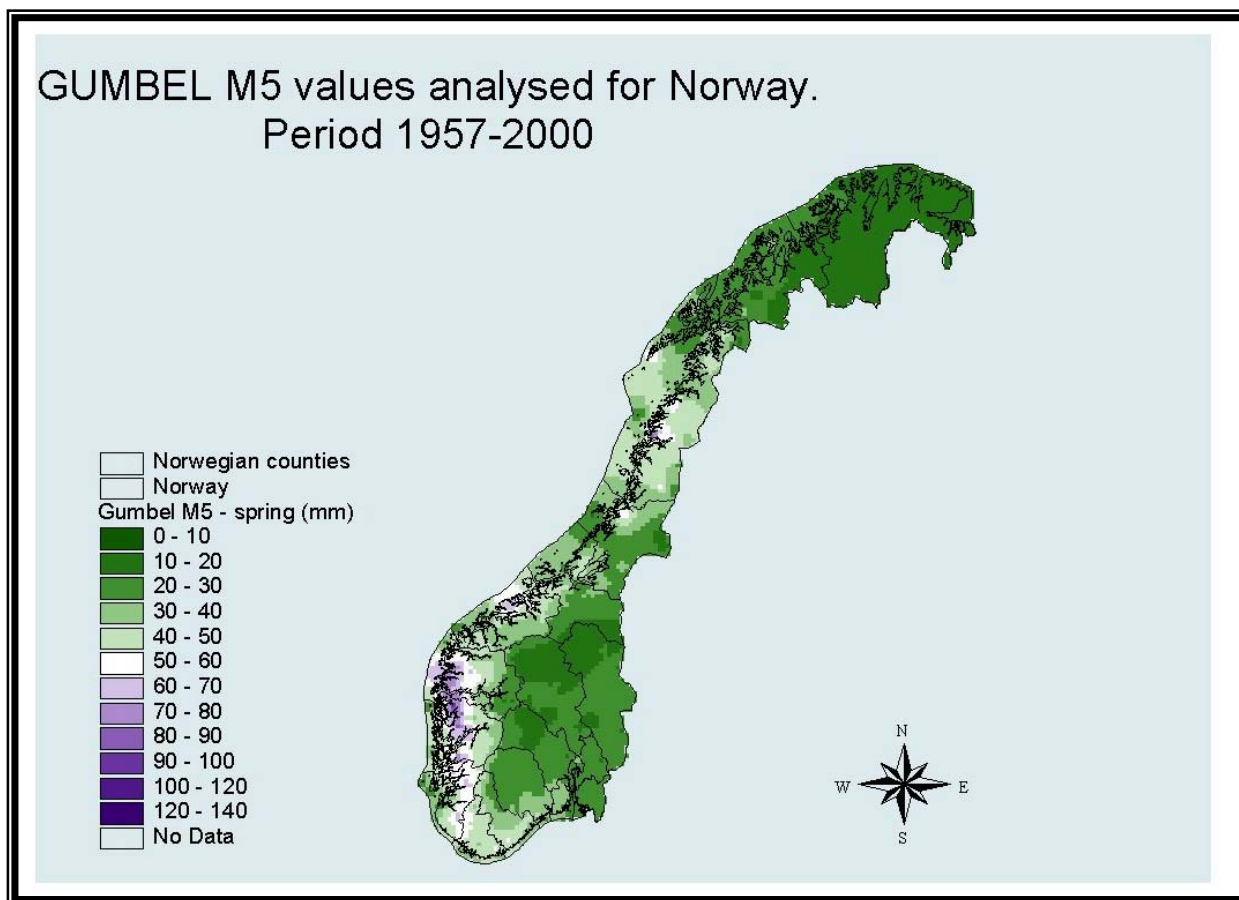 GUMBEL M5 values analysed for Norway.
Period 1957-2000
Norwegian counties
Norway
Gumbel M5 - spring (mm)
0 - 10
10 - 20
20 - 30
30 - 40
40 - 50
50 - 60
60 - 70
70 - 80
80 - 90
90 - 100
100 - 120
120 - 140
No Data
N
W
E
S